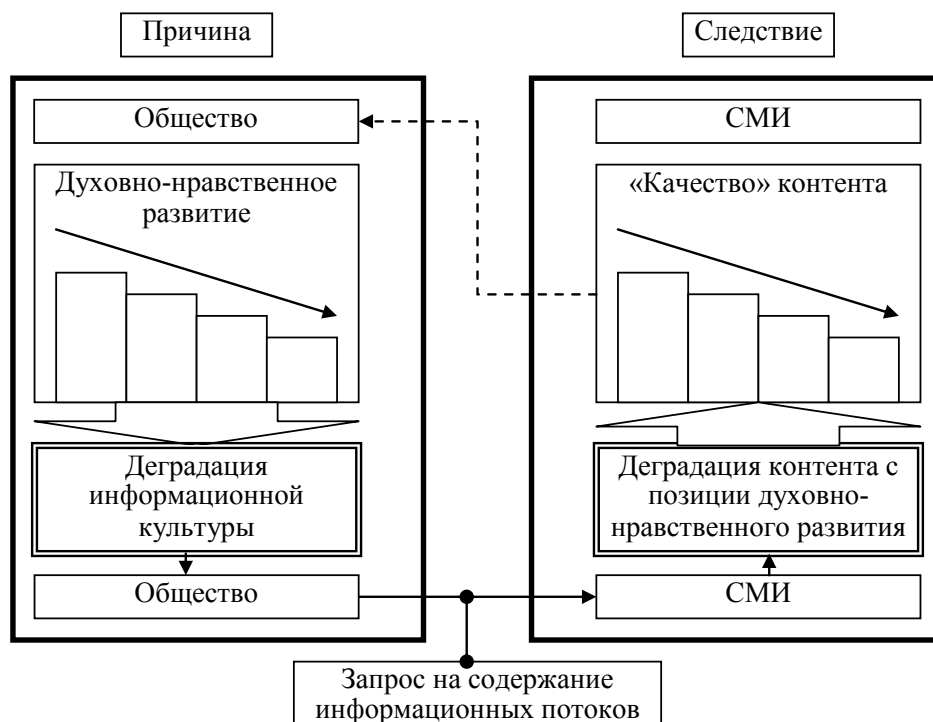 Причина
Следствие
Общество
СМИ
Духовно-нравственное
развитие
«Качество» контента
Деградация
информационной
культуры
Деградация контента с
позиции духовно-
нравственного развития
Общество
СМИ
Запрос на содержание
информационных потоков